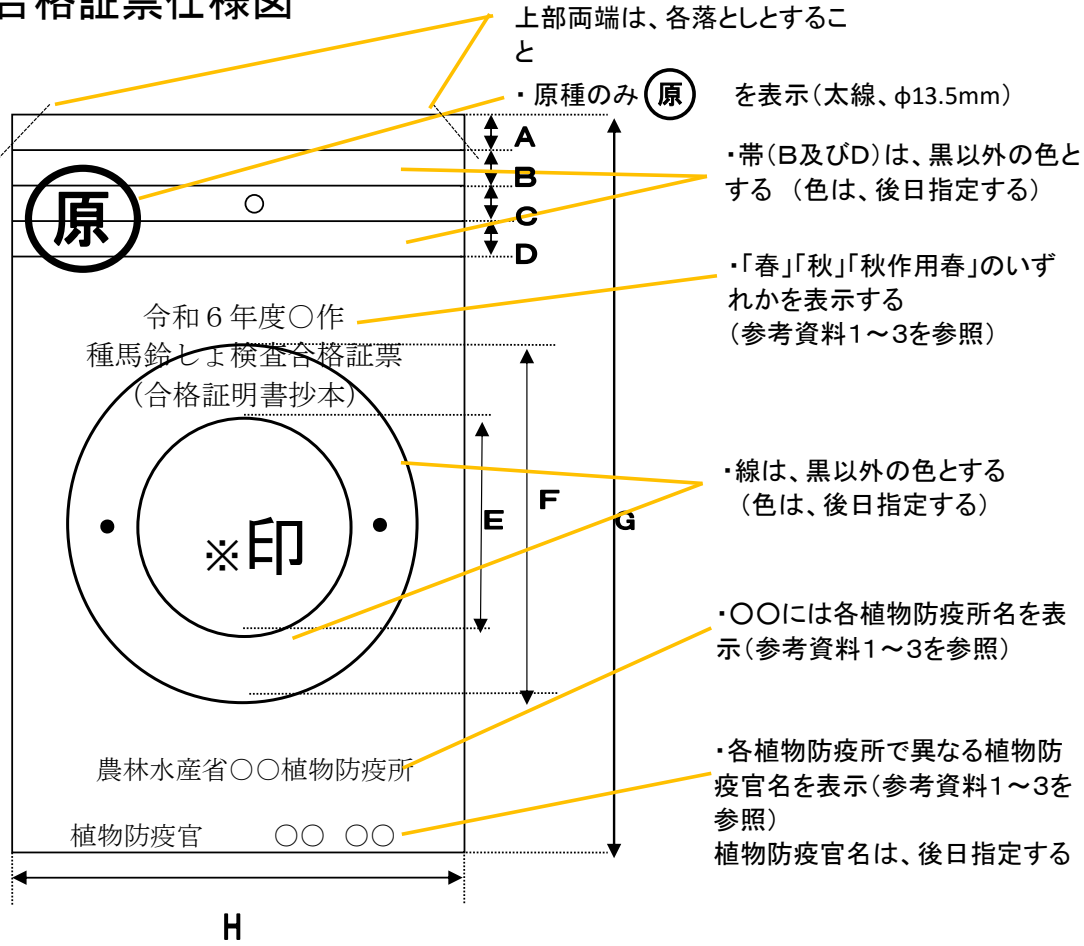 合格証票仕様図
上部両端は、各落としとするこ
と
・原種のみ 原 を表示（太線、φ13.5mm）
A
・帯（B及びD）は、黒以外の色と
する （色は、後日指定する）
B
C
D
原
○
・「春」「秋」「秋作用春」のいず
れかを表示する
（参考資料1～3を参照）
令和６年度○作
種馬鈴しょ検査合格証票
（合格証明書抄本）
・線は、黒以外の色とする
（色は、後日指定する）
E
F
G
※印
・〇〇には各植物防疫所名を表
示（参考資料1～3を参照）
農林水産省○○植物防疫所
・各植物防疫所で異なる植物防
疫官名を表示（参考資料1～3を
参照）
植物防疫官名は、後日指定する
植物防疫官 ○○ ○○
H